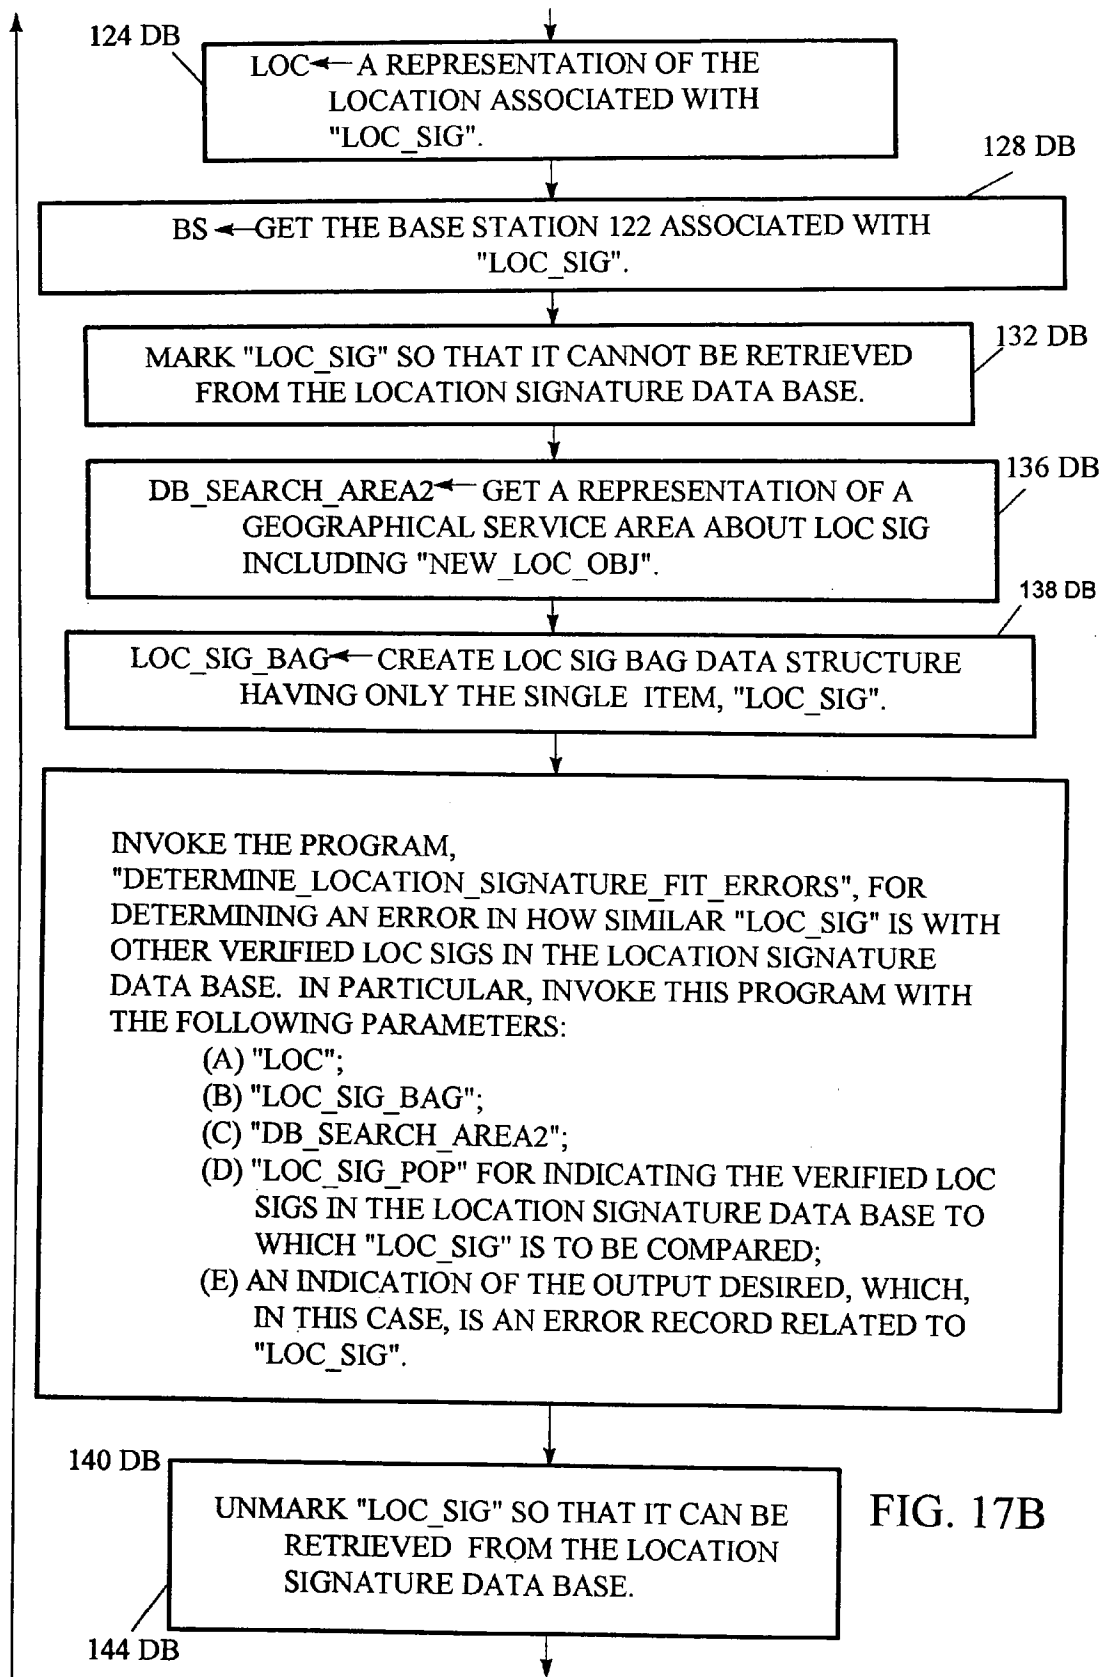 124 DB
LOC← A REPRESENTATION OF THE
LOCATION ASSOCIATED WITH
"LOC_SIG".
128 DB
BS ←GET THE BASE STATION 122 ASSOCIATED WITH
"LOC_SIG".
132 DB
MARK "LOC_SIG" SO THAT IT CANNOT BE RETRIEVED
FROM THE LOCATION SIGNATURE DATA BASE.
136 DB
DB_SEARCH_AREA2← GET A REPRESENTATION OF A
GEOGRAPHICAL SERVICE AREA ABOUT LOC SIG
INCLUDING "NEW_LOC_OBJ".
138 DB
LOC_SIG_BAG← CREATE LOC SIG BAG DATA STRUCTURE
HAVING ONLY THE SINGLE ITEM, "LOC_SIG".
INVOKE THE PROGRAM,
"DETERMINE_LOCATION_SIGNATURE_FIT_ERRORS", FOR
DETERMINING AN ERROR IN HOW SIMILAR "LOC_SIG" IS WITH
OTHER VERIFIED LOC SIGS IN THE LOCATION SIGNATURE
DATA BASE. IN PARTICULAR, INVOKE THIS PROGRAM WITH
THE FOLLOWING PARAMETERS:
(A) "LOC";
(B) "LOC_SIG_BAG";
(C) "DB_SEARCH_AREA2";
(D) "LOC_SIG_POP" FOR INDICATING THE VERIFIED LOC
SIGS IN THE LOCATION SIGNATURE DATA BASE TO
WHICH "LOC_SIG" IS TO BE COMPARED;
(E) AN INDICATION OF THE OUTPUT DESIRED, WHICH,
IN THIS CASE, IS AN ERROR RECORD RELATED TO
"LOC_SIG".
140 DB
UNMARK "LOC_SIG" SO THAT IT CAN BE
RETRIEVED FROM THE LOCATION
SIGNATURE DATA BASE.
144 DB
FIG. 17B